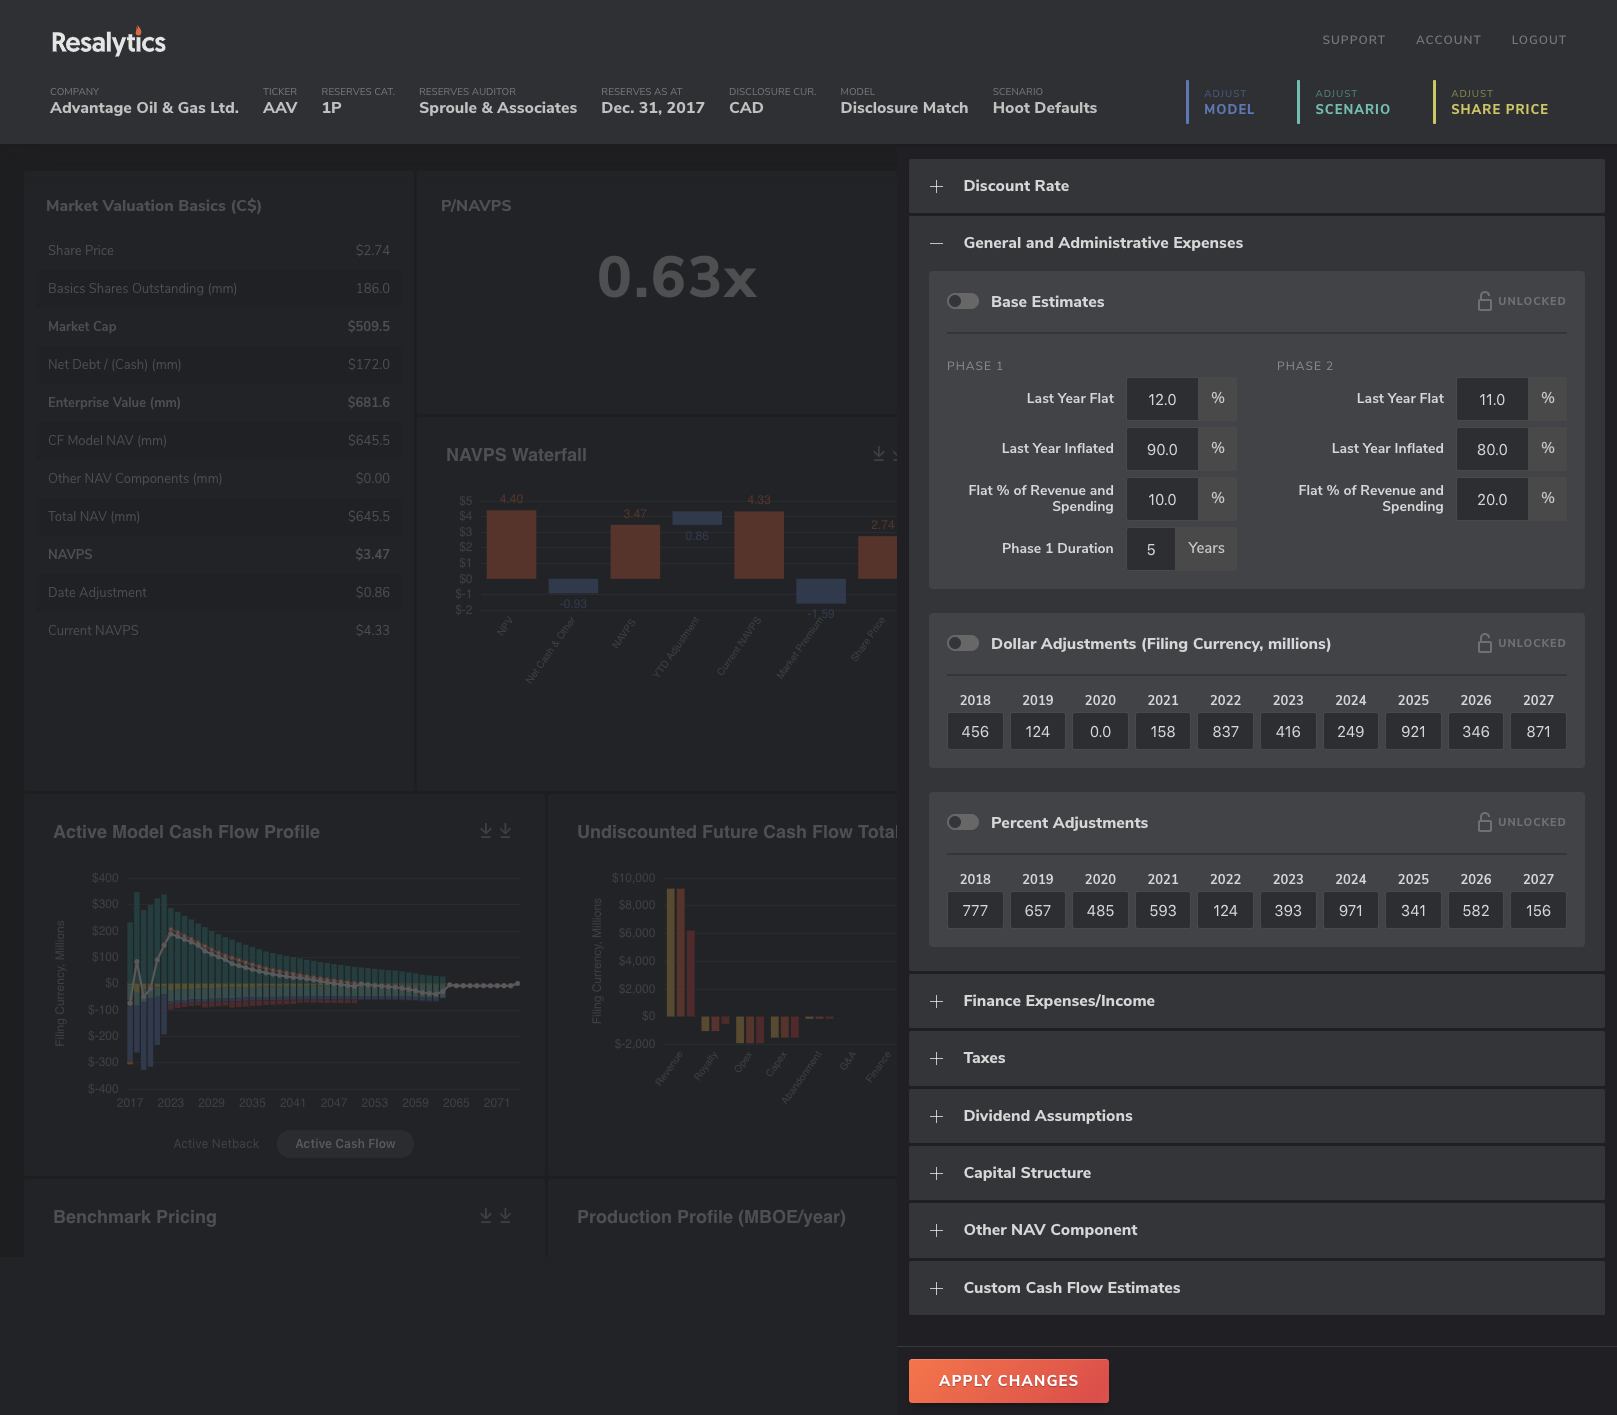 Resalytics
SUPPORT ACCOUNT LOGOUT
COMPANY TICKER RESERVES CAT. RESERVES AUDITOR RESERVES AS AT DISCLOSURE CUR. MODEL SCENARIO
Advantage Oil & Gas Ltd. AAV 1P Sproule & Associates Dec. 31, 2017 CAD Disclosure Match Hoot Defaults
ADJUST ADJUST ADJUST
MODEL SCENARIO SHARE PRICE
Market Valuation Basics (C$)
Share Price $2.74
Basics Shares Outstanding (mm) 186.0
Market Cap $509.5
Net Debt / (Cash) (mm) $172.0
Enterprise Value (mm) $681.6
CF Model NAV (mm) $645.5
Other NAV Components (mm) $0.00
Total NAV (mm) $645.5
NAVPS $3.47
Date Adjustment $0.86
Current NAVPS $4.33
P/NAVPS
0.63x
NAVPS Waterfall
$5
$4
$3
$2
$1
$0
$-1
$-2
4.40
-0.93
3.47
0.86
4.33
-1.59
2.74
NPV
Net Cash & Other
NAVPS
YTD Adjustment
Current NAVPS
Market Premium
Share Price
Active Model Cash Flow Profile
Filing Currency, Millions
$400
$300
$200
$100
$0
$-100
$-200
$-300
$-400
2017 2023 2029 2035 2041 2047 2053 2059 2065 2071
Active Netback Active Cash Flow
Undiscounted Future Cash Flow Total
Filing Currency, Millions
$10,000
$8,000
$6,000
$4,000
$2,000
$0
$-2,000
Revenue
Royalty
Opex
Capex
Abandonment
G&A
Finance
Benchmark Pricing
Production Profile (MBOE/year)
Discount Rate
General and Administrative Expenses
Base Estimates UNLOCKED
PHASE 1
Last Year Flat 12.0 %
Last Year Inflated 90.0 %
Flat % of Revenue and
Spending 10.0 %
Phase 1 Duration 5 Years
PHASE 2
Last Year Flat 11.0 %
Last Year Inflated 80.0 %
Flat % of Revenue and
Spending 20.0 %
Dollar Adjustments (Filing Currency, millions) UNLOCKED
2018 2019 2020 2021 2022 2023 2024 2025 2026 2027
456 124 0.0 158 837 416 249 921 346 871
Percent Adjustments UNLOCKED
2018 2019 2020 2021 2022 2023 2024 2025 2026 2027
777 657 485 593 124 393 971 341 582 156
Finance Expenses/Income
Taxes
Dividend Assumptions
Capital Structure
Other NAV Component
Custom Cash Flow Estimates
APPLY CHANGES